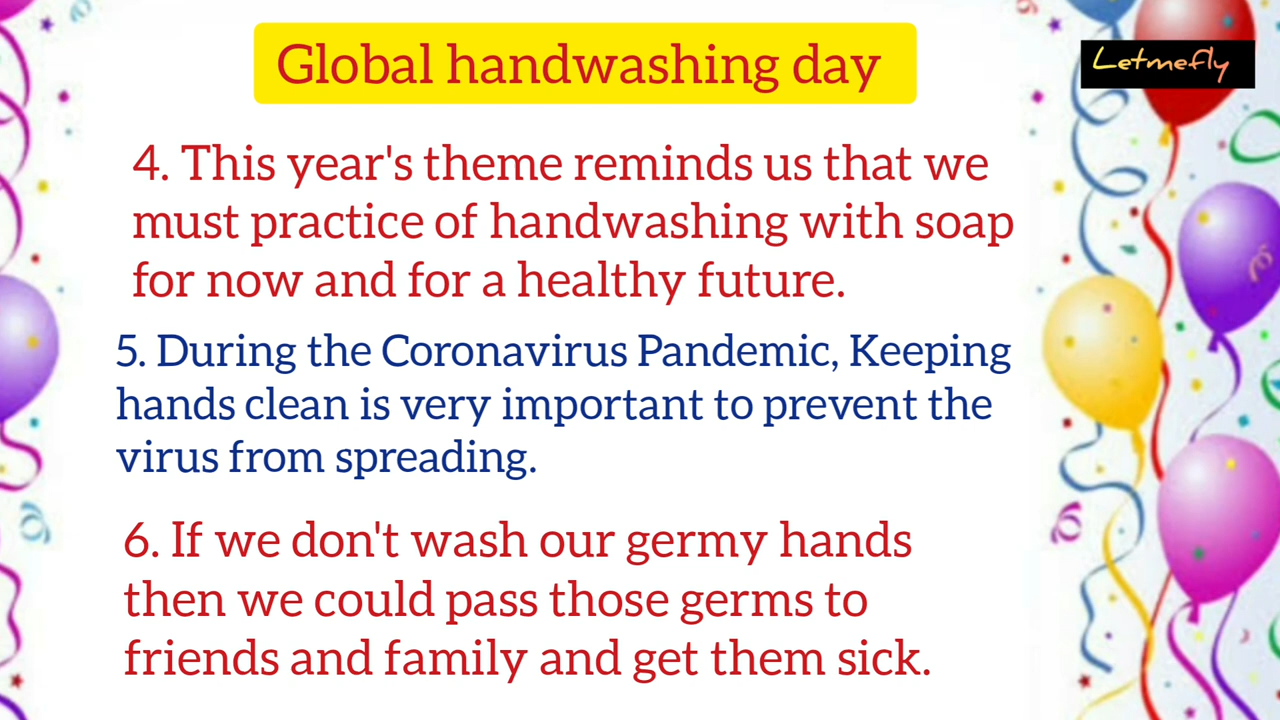 Global handwashing day
Letmefly
4. This year's theme reminds us that we
must practice of handwashing with soap
for now and for a healthy future.
5. During the Coronavirus Pandemic, Keeping
hands clean is very important to prevent the
virus from spreading.
6. If we don't wash our germy hands
then we could pass those germs to
friends and family and get them sick.